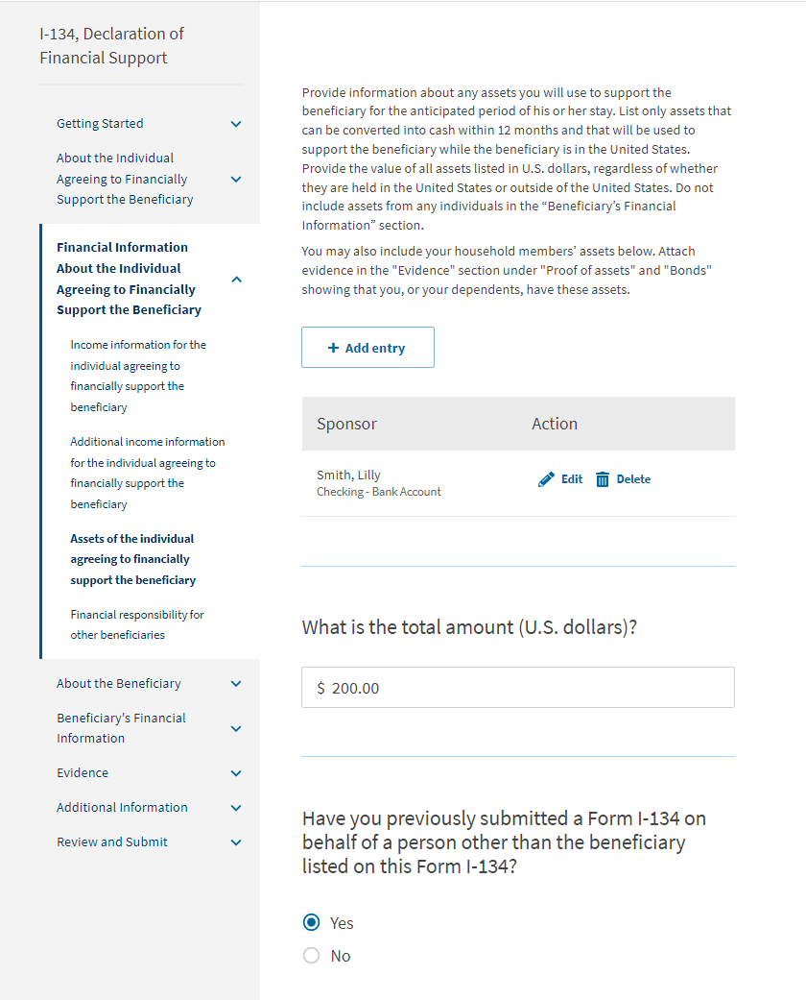 I-134, Declaration of
Financial Support
Getting Started
About the Individual
Agreeing to Financially
Support the Beneficiary
Financial Information
About the Individual
Agreeing to Financially
Support the Beneficiary
Income information for the
individual agreeing to
financially support the
beneficiary
Additional income information
for the individual agreeing to
financially support the
beneficiary
Assets of the individual
agreeing to financially
support the beneficiary
Financial responsibility for
other beneficiaries
About the Beneficiary
Beneficiary's Financial
Information
Evidence
Additional Information
Review and Submit
Provide information about any assets you will use to support the
beneficiary for the anticipated period of his or her stay. List only assets that
can be converted into cash within 12 months and that will be used to
support the beneficiary while the beneficiary is in the United States.
Provide the value of all assets listed in U.S. dollars, regardless of whether
they are held in the United States or outside of the United States. Do not
include assets from any individuals in the “Beneficiary’s Financial
Information” section.
You may also include your household members’ assets below. Attach
evidence in the "Evidence" section under "Proof of assets" and "Bonds"
showing that you, or your dependents, have these assets.
+ Add entry
Sponsor Action
Smith, Lilly
Checking - Bank Account
Edit Delete
What is the total amount (U.S. dollars)?
$ 200.00
Have you previously submitted a Form I-134 on
behalf of a person other than the beneficiary
listed on this Form I-134?
Yes
No